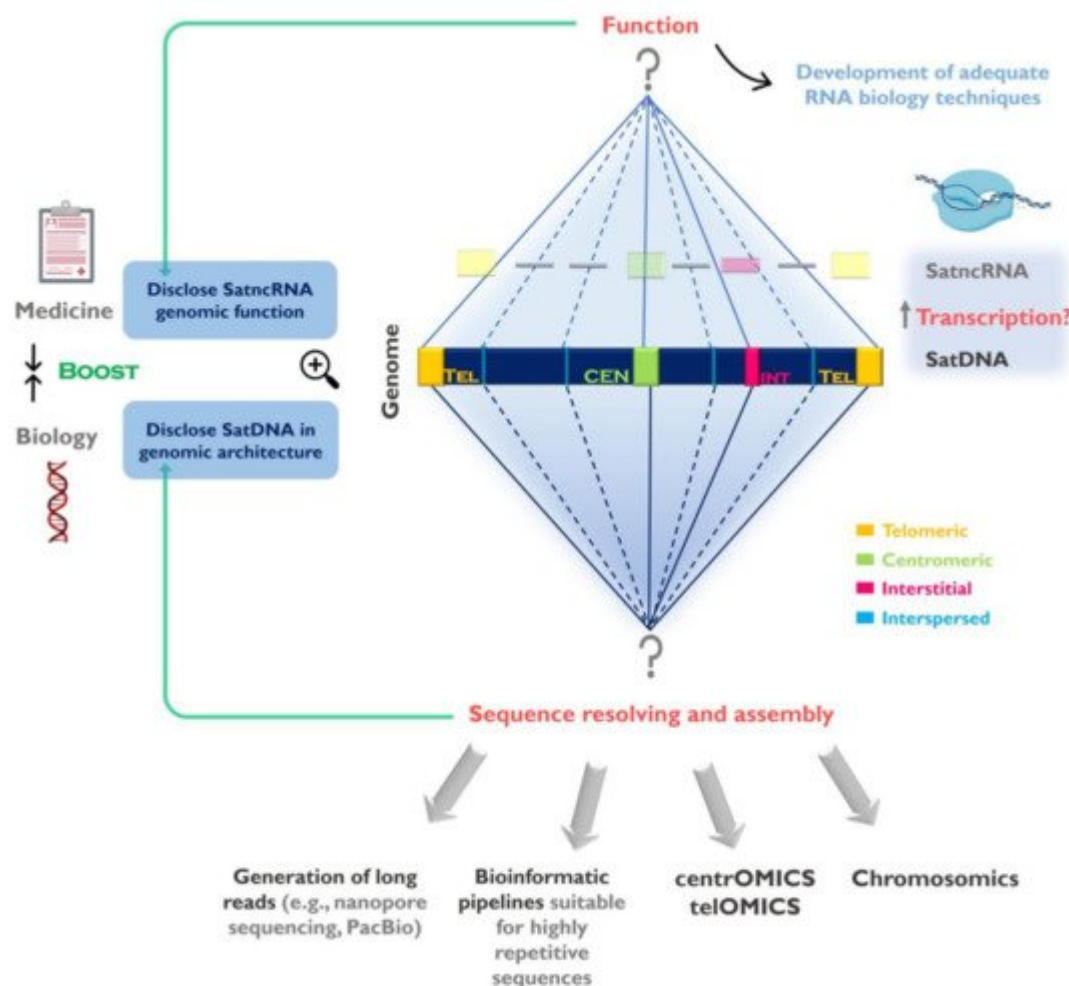 Function
?
Development of adequate
RNA biology techniques
Medicine
Disclose SatncRNA
genomic function
BOOST
Biology
Disclose SatDNA in
genomic architecture
Genome
TEL
CEN
INT
TEL
SatncRNA
Transcription?
SatDNA
Telomeric
Centromeric
Interstitial
Interspersed
?
Sequence resolving and assembly
Generation of long
reads (e.g., nanopore
sequencing, PacBio)
Bioinformatic
pipelines suitable
for highly
repetitive
sequences
centrOMICS
telOMICS
Chromosomics